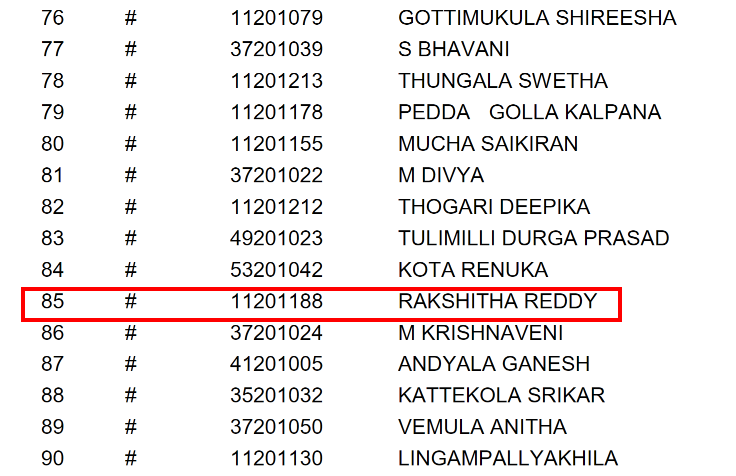 76 # 11201079 GOTTIMUKULA SHIREESHA
77 # 37201039 S BHAVANI
78 # 11201213 THUNGALA SWETHA
79 # 11201178 PEDDA GOLLA KALPANA
80 # 11201155 MUCHA SAIKIRAN
81 # 37201022 M DIVYA
82 # 11201212 THOGARI DEEPIKA
83 # 49201023 TULIMILLI DURGA PRASAD
84 # 53201042 KOTA RENUKA
85 # 11201188 RAKSHITHA REDDY
86 # 37201024 M KRISHNAVENI
87 # 41201005 ANDYALA GANESH
88 # 35201032 KATTEKOLA SRIKAR
89 # 37201050 VEMULA ANITHA
90 # 11201130 LINGAMPALLYAKHILA